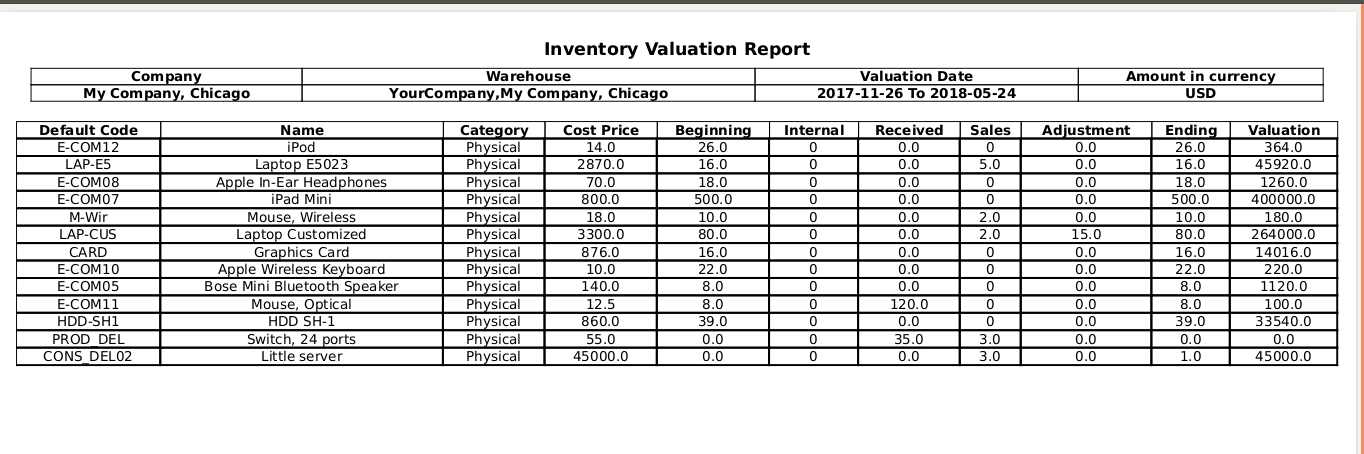 Inventory Valuation Report
Company Warehouse Valuation Date Amount in currency
My Company, Chicago YourCompany,My Company, Chicago 2017-11-26 To 2018-05-24 USD
Default Code Name Category Cost Price Beginning Internal Received Sales Adjustment Ending Valuation
E-COM12 iPod Physical 14.0 26.0 0 0.0 0 0.0 26.0 364.0
LAP-E5 Laptop E5023 Physical 2870.0 16.0 0 0.0 5.0 0.0 16.0 45920.0
E-COM08 Apple In-Ear Headphones Physical 70.0 18.0 0 0.0 0 0.0 18.0 1260.0
E-COM07 iPad Mini Physical 800.0 500.0 0 0.0 0 0.0 500.0 400000.0
M-Wir Mouse, Wireless Physical 18.0 10.0 0 0.0 2.0 0.0 10.0 180.0
LAP-CUS Laptop Customized Physical 3300.0 80.0 0 0.0 2.0 15.0 80.0 264000.0
CARD Graphics Card Physical 876.0 16.0 0 0.0 0 0.0 16.0 14016.0
E-COM10 Apple Wireless Keyboard Physical 10.0 22.0 0 0.0 0 0.0 22.0 220.0
E-COM05 Bose Mini Bluetooth Speaker Physical 140.0 8.0 0 0.0 0 0.0 8.0 1120.0
E-COM11 Mouse, Optical Physical 12.5 8.0 0 120.0 0 0.0 8.0 100.0
HDD-SH1 HDD SH-1 Physical 860.0 39.0 0 0.0 0 0.0 39.0 33540.0
PROD_DEL Switch, 24 ports Physical 55.0 0.0 0 35.0 3.0 0.0 0.0 0.0
CONS_DEL02 Little server Physical 45000.0 0.0 0 0.0 3.0 0.0 1.0 45000.0